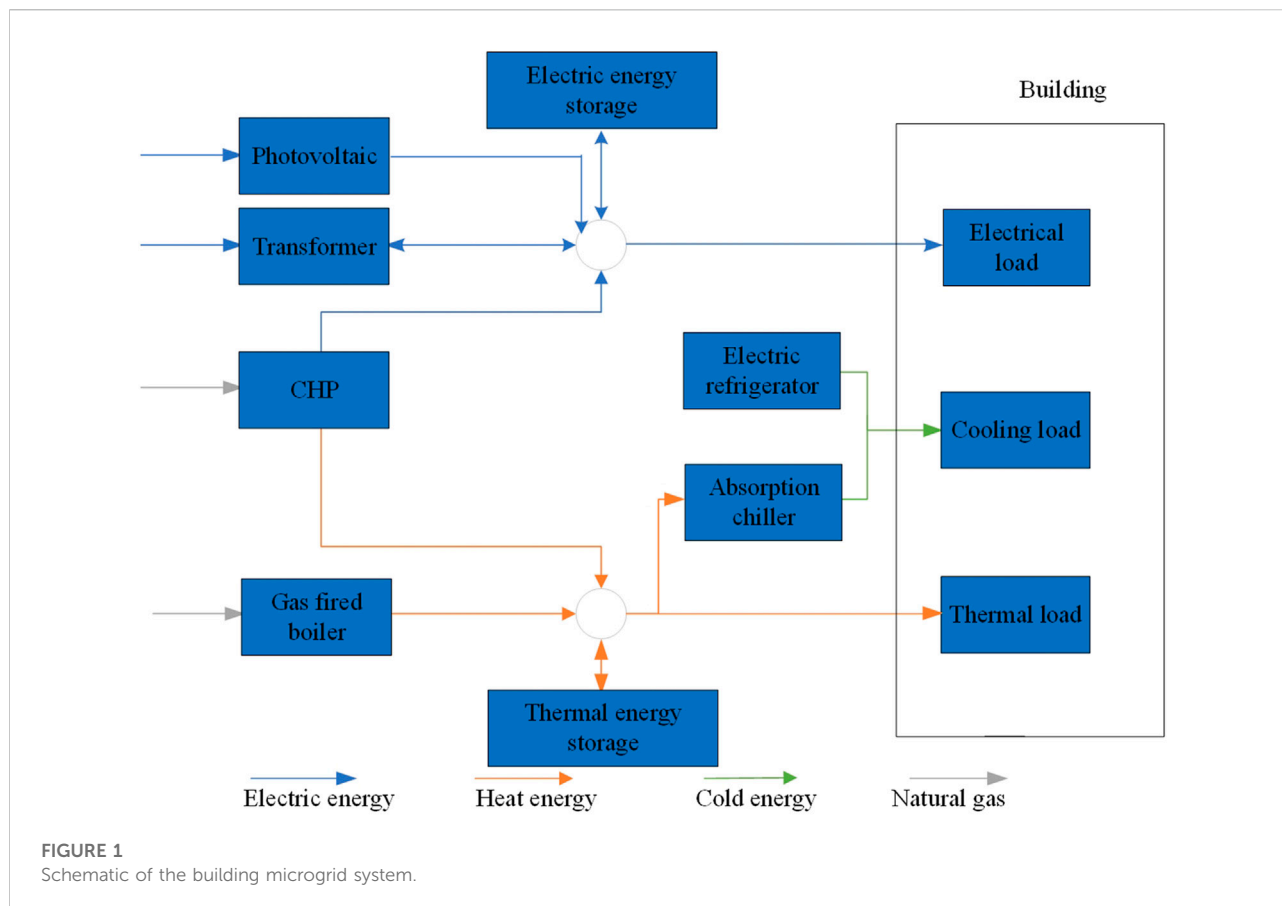 Electric energy
storage
Building
Photovoltaic
Transformer
Electrical
load
CHP
Electric
refrigerator
Cooling load
Absorption
chiller
Gas fired
boiler
Thermal load
Thermal energy
storage
Electric energy
Heat energy
Cold energy
Natural gas
FIGURE 1
Schematic of the building microgrid system.